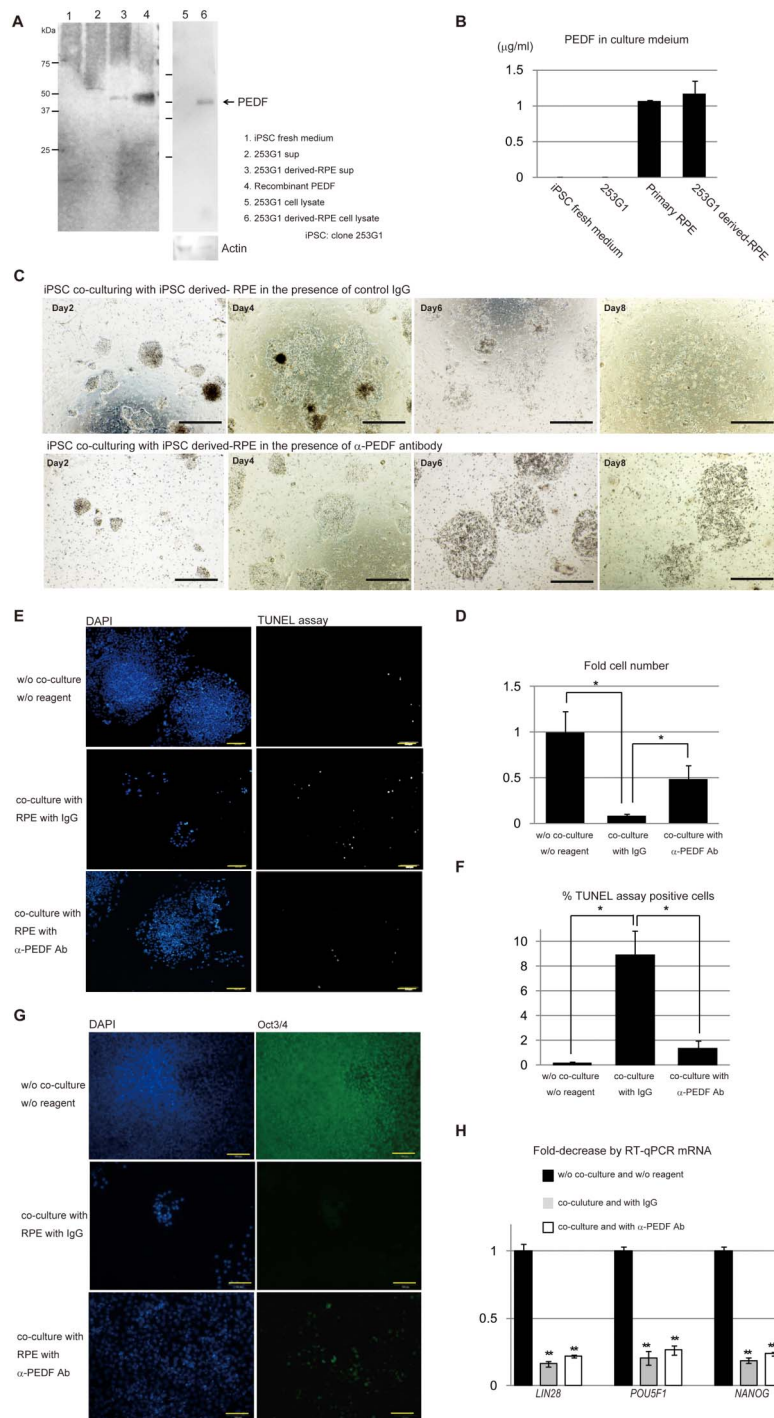 A
1 2 3 4 5 6
kDa
75
50
37
25
PEDF
1. iPSC fresh medium
2. 253G1 sup
3. 253G1 derived-RPE sup
4. Recombinant PEDF
5. 253G1 cell lysate
6. 253G1 derived-RPE cell lysate
iPSC: clone 253G1
Actin
B
PEDF in culture mdeium
(μg/ml)
1.5
1
0.5
0
iPSC fresh medium
253G1
Primary RPE
253G1 derived-RPE
C
iPSC co-culturing with iPSC derived- RPE in the presence of control IgG
Day2 Day4 Day6 Day8
iPSC co-culturing with iPSC derived-RPE in the presence of α-PEDF antibody
Day2 Day4 Day6 Day8
E
DAPI TUNEL assay
w/o co-culture
w/o reagent
co-culture with
RPE with IgG
co-culture with
RPE with
α-PEDF Ab
D
Fold cell number
1.5
1
0.5
0
* *
w/o co-culture
w/o reagent
co-culture
with IgG
co-culture with
α-PEDF Ab
F
% TUNEL assay positive cells
10
8
6
4
2
0
* *
w/o co-culture
w/o reagent
co-culture
with IgG
co-culture with
α-PEDF Ab
G
DAPI Oct3/4
w/o co-culture
w/o reagent
co-culture with
RPE with IgG
co-culture with
RPE with
α-PEDF Ab
H
Fold-decrease by RT-qPCR mRNA
w/o co-culture and w/o reagent
co-culuture and with IgG
co-culture and with α-PEDF Ab
1
0.5
0
** ** ** ** ** **
LIN28 POU5F1 NANOG